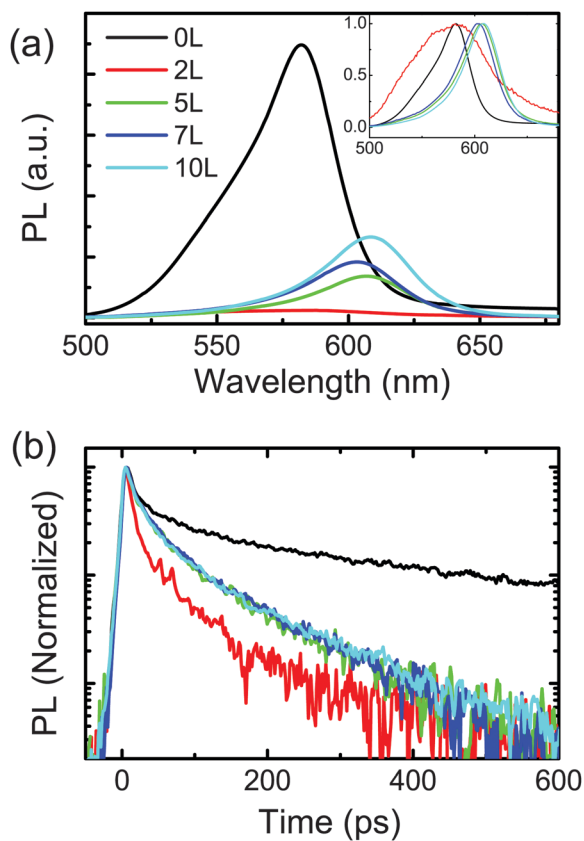 (a)
0L
2L
5L
7L
10L
1.0
0.5
0.0
500
600
PL (a.u.)
500
550
600
650
Wavelength (nm)
(b)
PL (Normalized)
0
200
400
600
Time (ps)